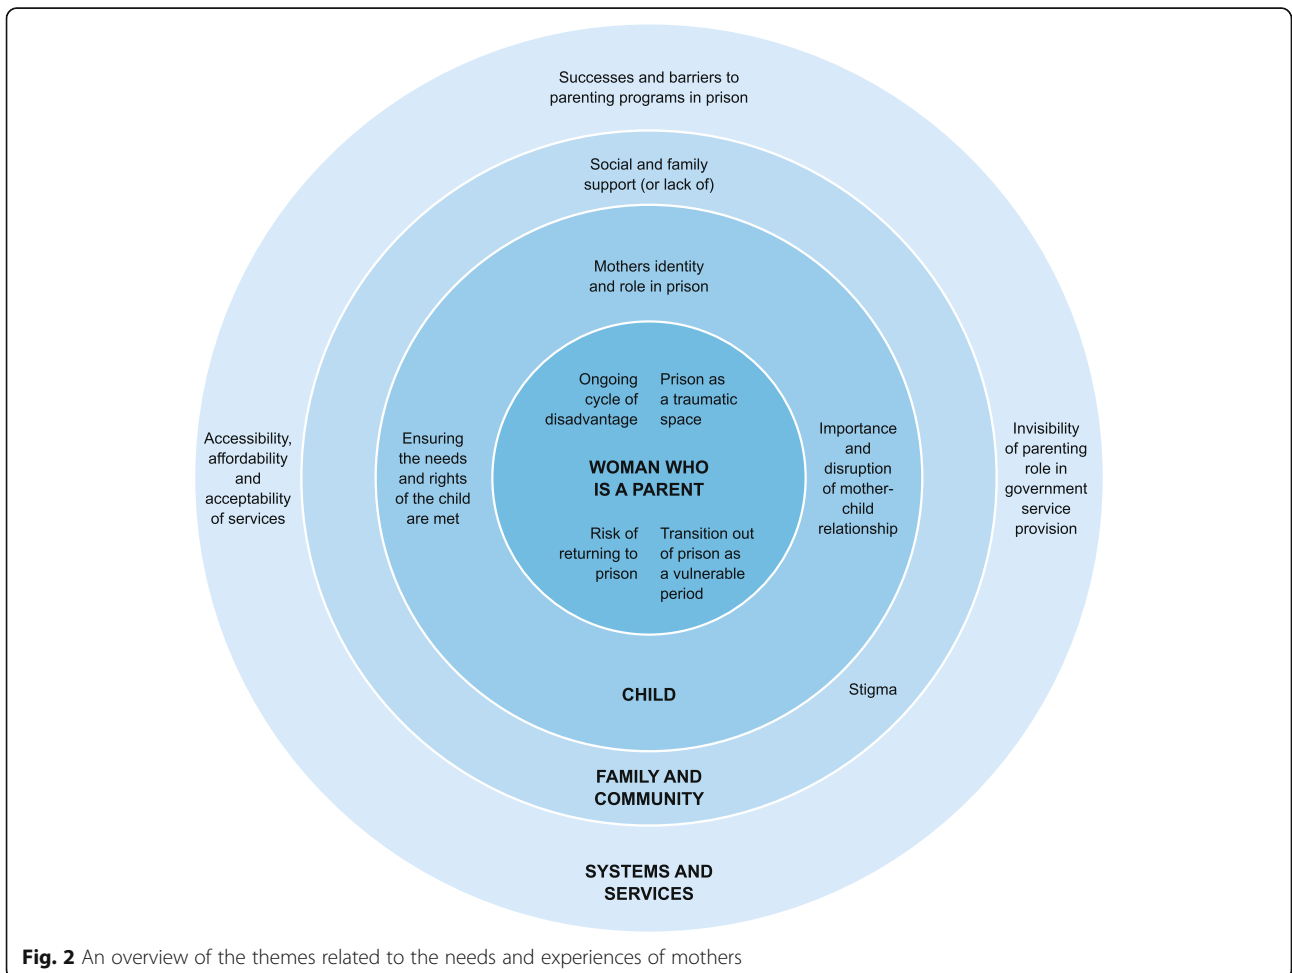 Successes and barriers to
parenting programs in prison
Social and family
support (or lack of)
Mothers identity
and role in prison
Ongoing
cycle of
disadvantage
Prison as
a traumatic
space
Accessibility,
affordability
and
acceptability
of services
Ensuring
the needs
and rights
of the child
are met
WOMAN WHO
IS A PARENT
Importance
and
disruption
of mother-
child
relationship
Invisibility
of parenting
role in
government
service
provision
Risk of
returning to
prison
Transition out
of prison as
a vulnerable
period
CHILD
Stigma
FAMILY AND
COMMUNITY
SYSTEMS AND
SERVICES
Fig. 2 An overview of the themes related to the needs and experiences of mothers